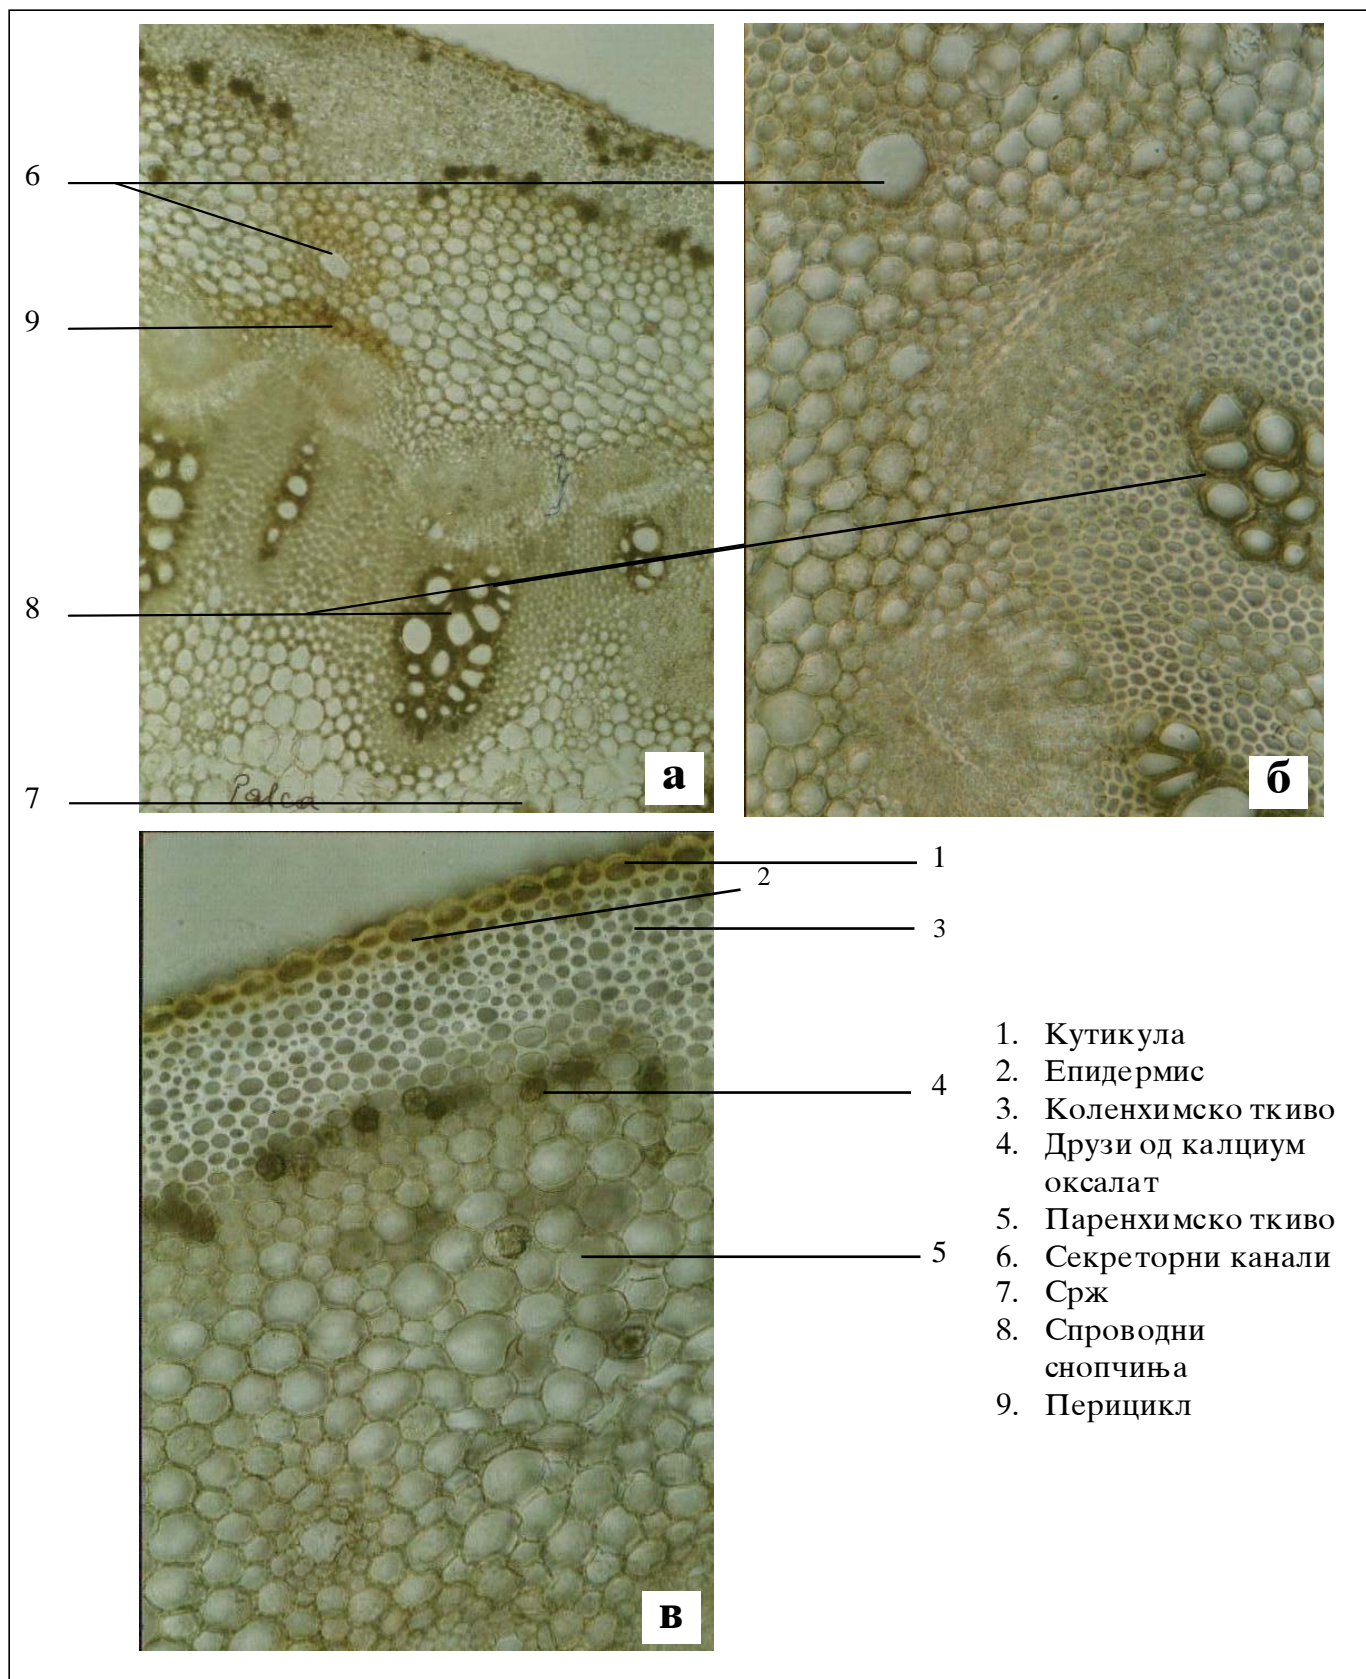 6
9
8
7
Palca
а
б
1
2
3
4
5
в
1. Кутикула
2. Епидермис
3. Коленхимско ткиво
4. Друзи од калциум
оксалат
5. Паренхимско ткиво
6. Секреторни канали
7. Срж
8. Спроводни
снопчиња
9. Перицикл